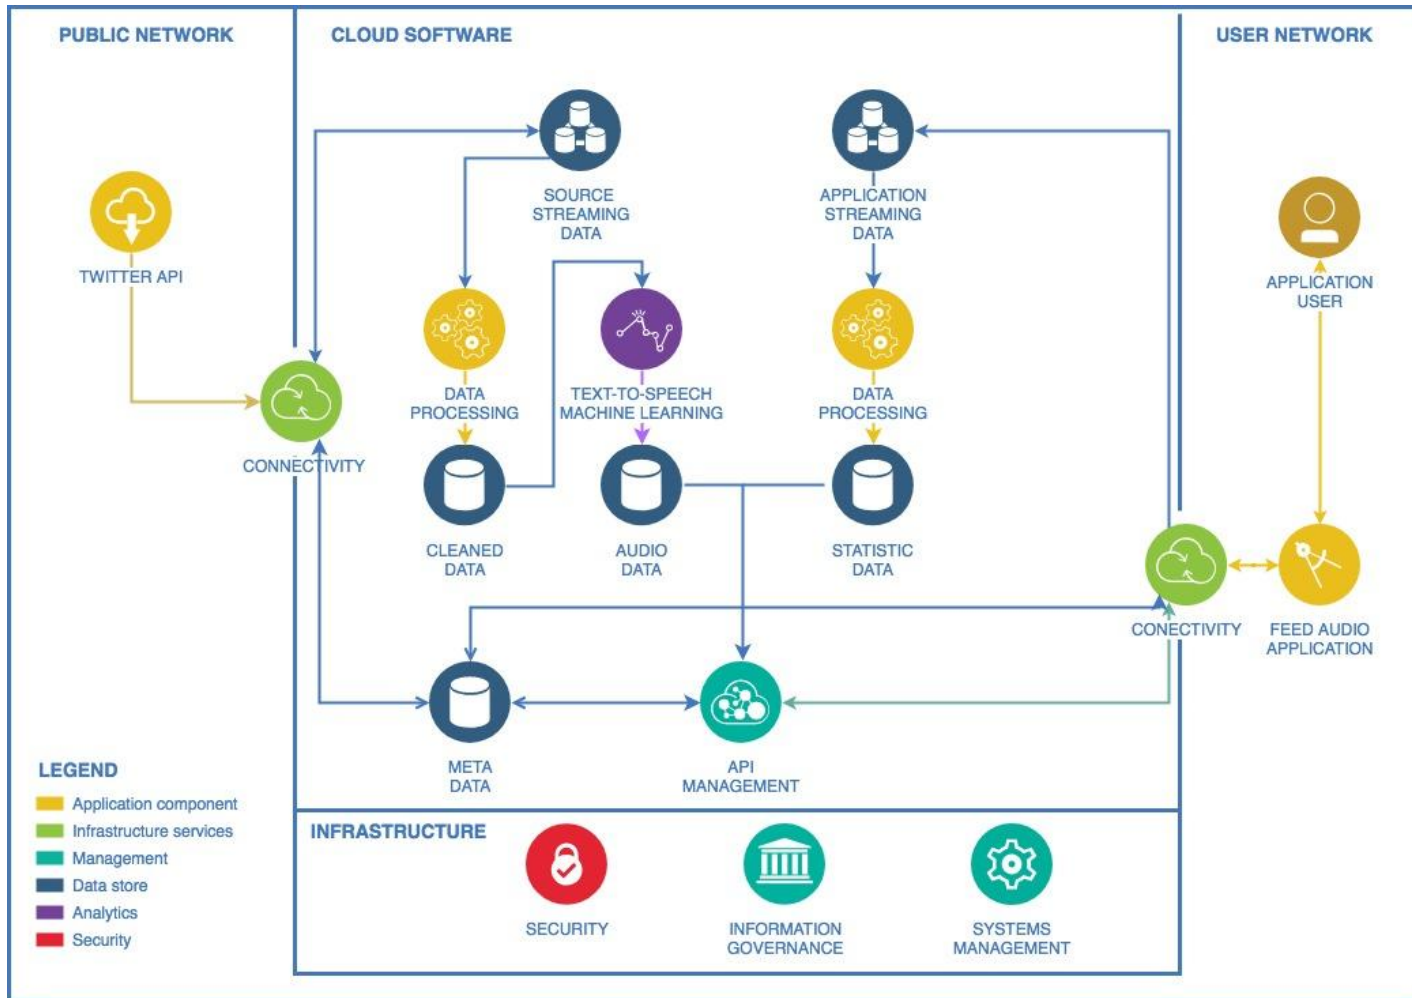 PUBLIC NETWORK
CLOUD SOFTWARE
USER NETWORK
SOURCE
STREAMING
DATA
APPLICATION
STREAMING
DATA
TWITTER API
APPLICATION
USER
DATA
PROCESSING
TEXT-TO-SPEECH
MACHINE LEARNING
DATA
PROCESSING
CONNECTIVITY
CLEANED
DATA
AUDIO
DATA
STATISTIC
DATA
CONECTIVITY
FEED AUDIO
APPLICATION
META
DATA
API
MANAGEMENT
LEGEND
Application component
Infrastructure services
Management
Data store
Analytics
Security
INFRASTRUCTURE
SECURITY
INFORMATION
GOVERNANCE
SYSTEMS
MANAGEMENT